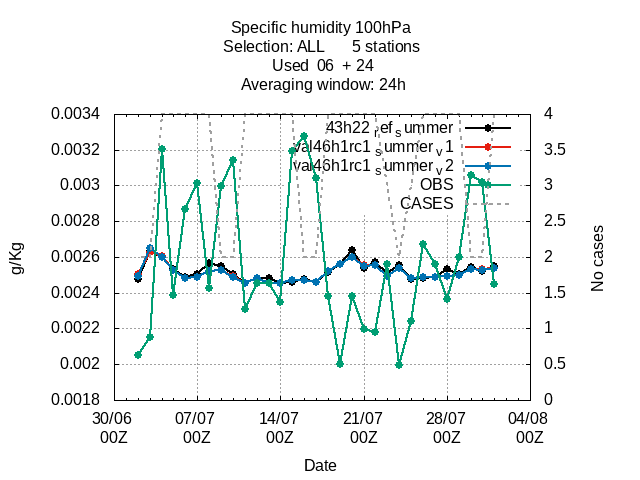 Specific humidity 100hPa
Selection: ALL 5 stations
Used 06 + 24
Averaging window: 24h
0.0034 4
43h22ref summer
val46h1rc1 summer v1
0.0032 3.5
val46h1rc1 summer v2
OBS
0.003 3
CASES
0.0028 2.5
0.0026 2
0.0024 1.5
0.0022 1
0.002 0.5
0.0018 0
g/Kg
No cases
30/06 07/07 14/07 21/07 28/07 04/08
00Z 00Z 00Z 00Z 00Z 00Z
Date